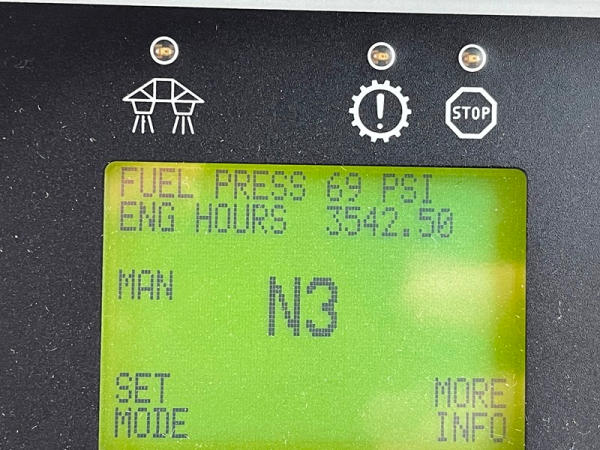 STOP
FUEL PRESS 69 PSI
ENG HOURS 3542.50
MAN N3
SET MORE
MODE INFO